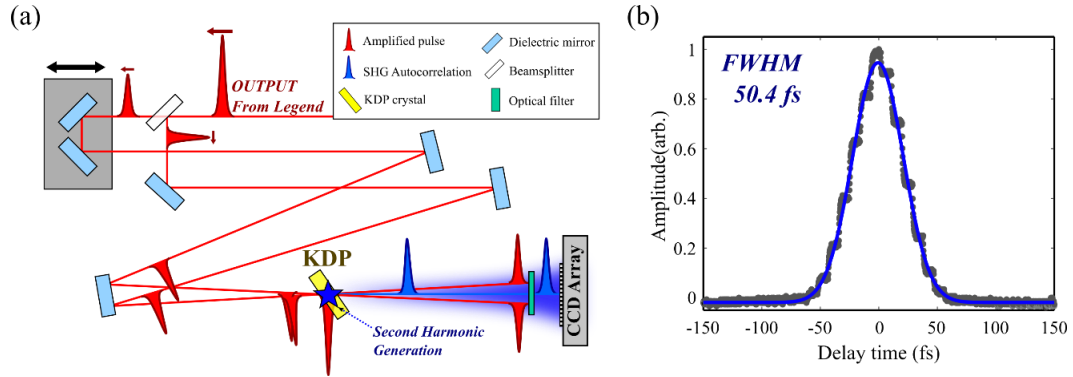 (a)
OUTPUT
From Legend
Amplified pulse
SHG Autocorrelation
KDP crystal
Dielectric mirror
Beamsplitter
Optical filter
KDP
Second Harmonic
Generation
CCD Array
(b)
FWHM
50.4 fs
Amplitude(arb.)
1
0.8
0.6
0.4
0.2
0
-150
-100
-50
0
50
100
150
Delay time (fs)